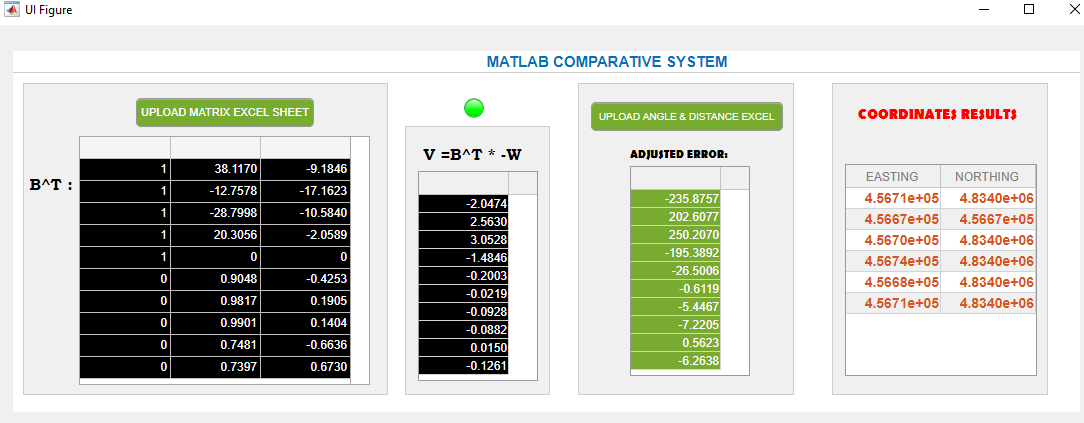 UI Figure
MATLAB COMPARATIVE SYSTEM
UPLOAD MATRIX EXCEL SHEET
B^T :
1 38.1170 -9.1846
1 -12.7578 -17.1623
1 -28.7998 -10.5840
1 20.3056 -2.0589
1 0 0
0 0.9048 -0.4253
0 0.9817 0.1905
0 0.9901 0.1404
0 0.7481 -0.6636
0 0.7397 0.6730
V =B^T * -W
-2.0474
2.5630
3.0528
-1.4846
-0.2003
-0.0219
-0.0928
-0.0882
0.0150
-0.1261
UPLOAD ANGLE & DISTANCE EXCEL
ADJUSTED ERROR:
-235.8757
202.6077
250.2070
-195.3892
-26.5006
-0.6119
-5.4467
-7.2205
0.5623
-6.2638
COORDINATES RESULTS
EASTING NORTHING
4.5671e+05 4.8340e+06
4.5667e+05 4.5667e+05
4.5670e+05 4.8340e+06
4.5674e+05 4.8340e+06
4.5668e+05 4.8340e+06
4.5671e+05 4.8340e+06